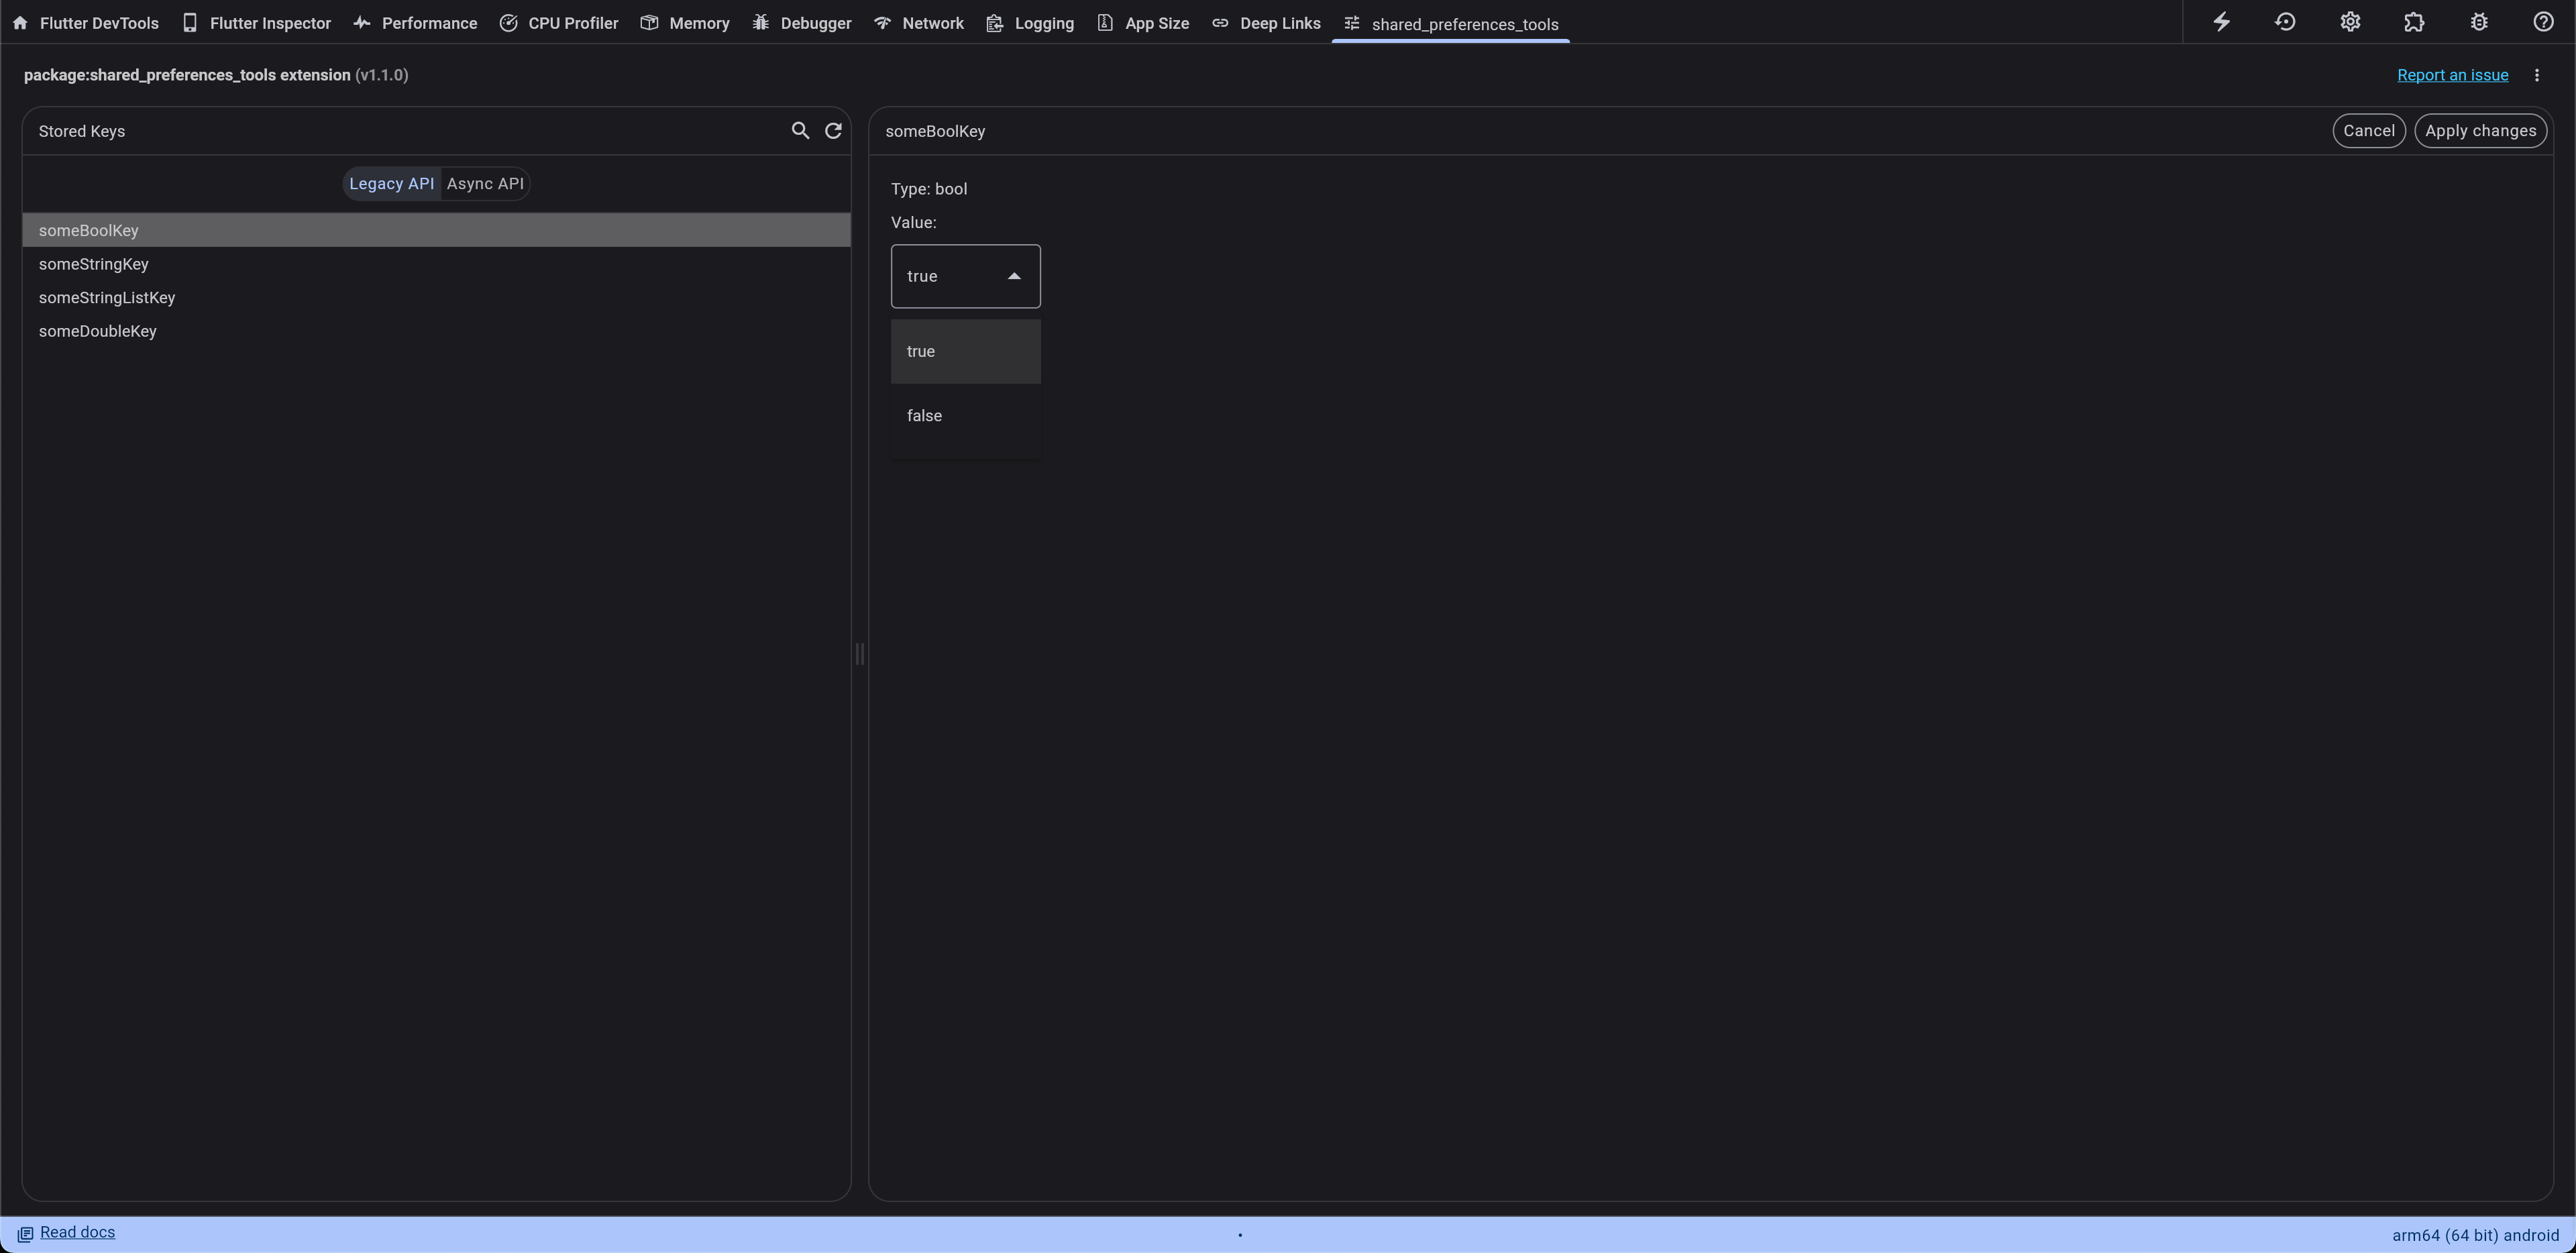 Flutter DevTools Flutter Inspector Performance CPU Profiler Memory Debugger Network Logging App Size Deep Links shared_preferences_tools
package:shared_preferences_tools extension (v1.1.0) Report an issue
Stored Keys
Legacy API Async API
someBoolKey
someStringKey
someStringListKey
someDoubleKey
someBoolKey Cancel Apply changes
Type: bool
Value:
true
true
false
Read docs • arm64 (64 bit) android